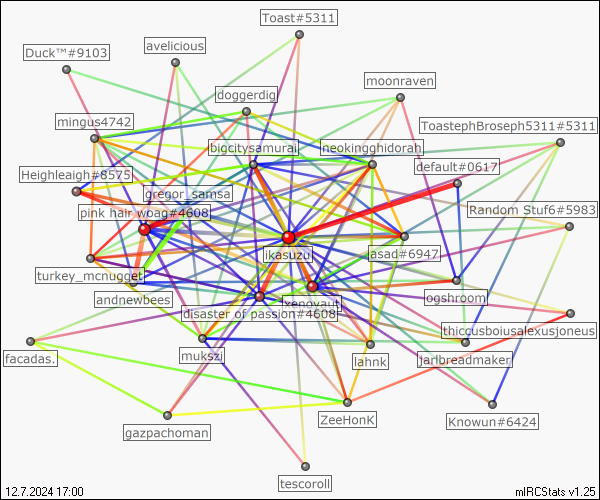 Toast#5311
Duck™#9103
avelicious
moonraven
doggerdig
mingus4742
ToastephBroseph5311#5311
bigcitysamurai
neokingghidorah
default#0617
Heighleaigh#8575
gregor_samsa
Random Stuf6#5983
pink hair woag#4608
ikasuzu
asad#6947
turkey_mcnugget
ogshroom
andnewbees
disaster of passion#4608
thiccusboiusalexusjoneus
facadas.
mukszi
lahnk
jarlbreadmaker
ZeeHonK
Knowun#6424
gazpachoman
tescoroll
12.7.2024 17:00
mIRCStats v1.25